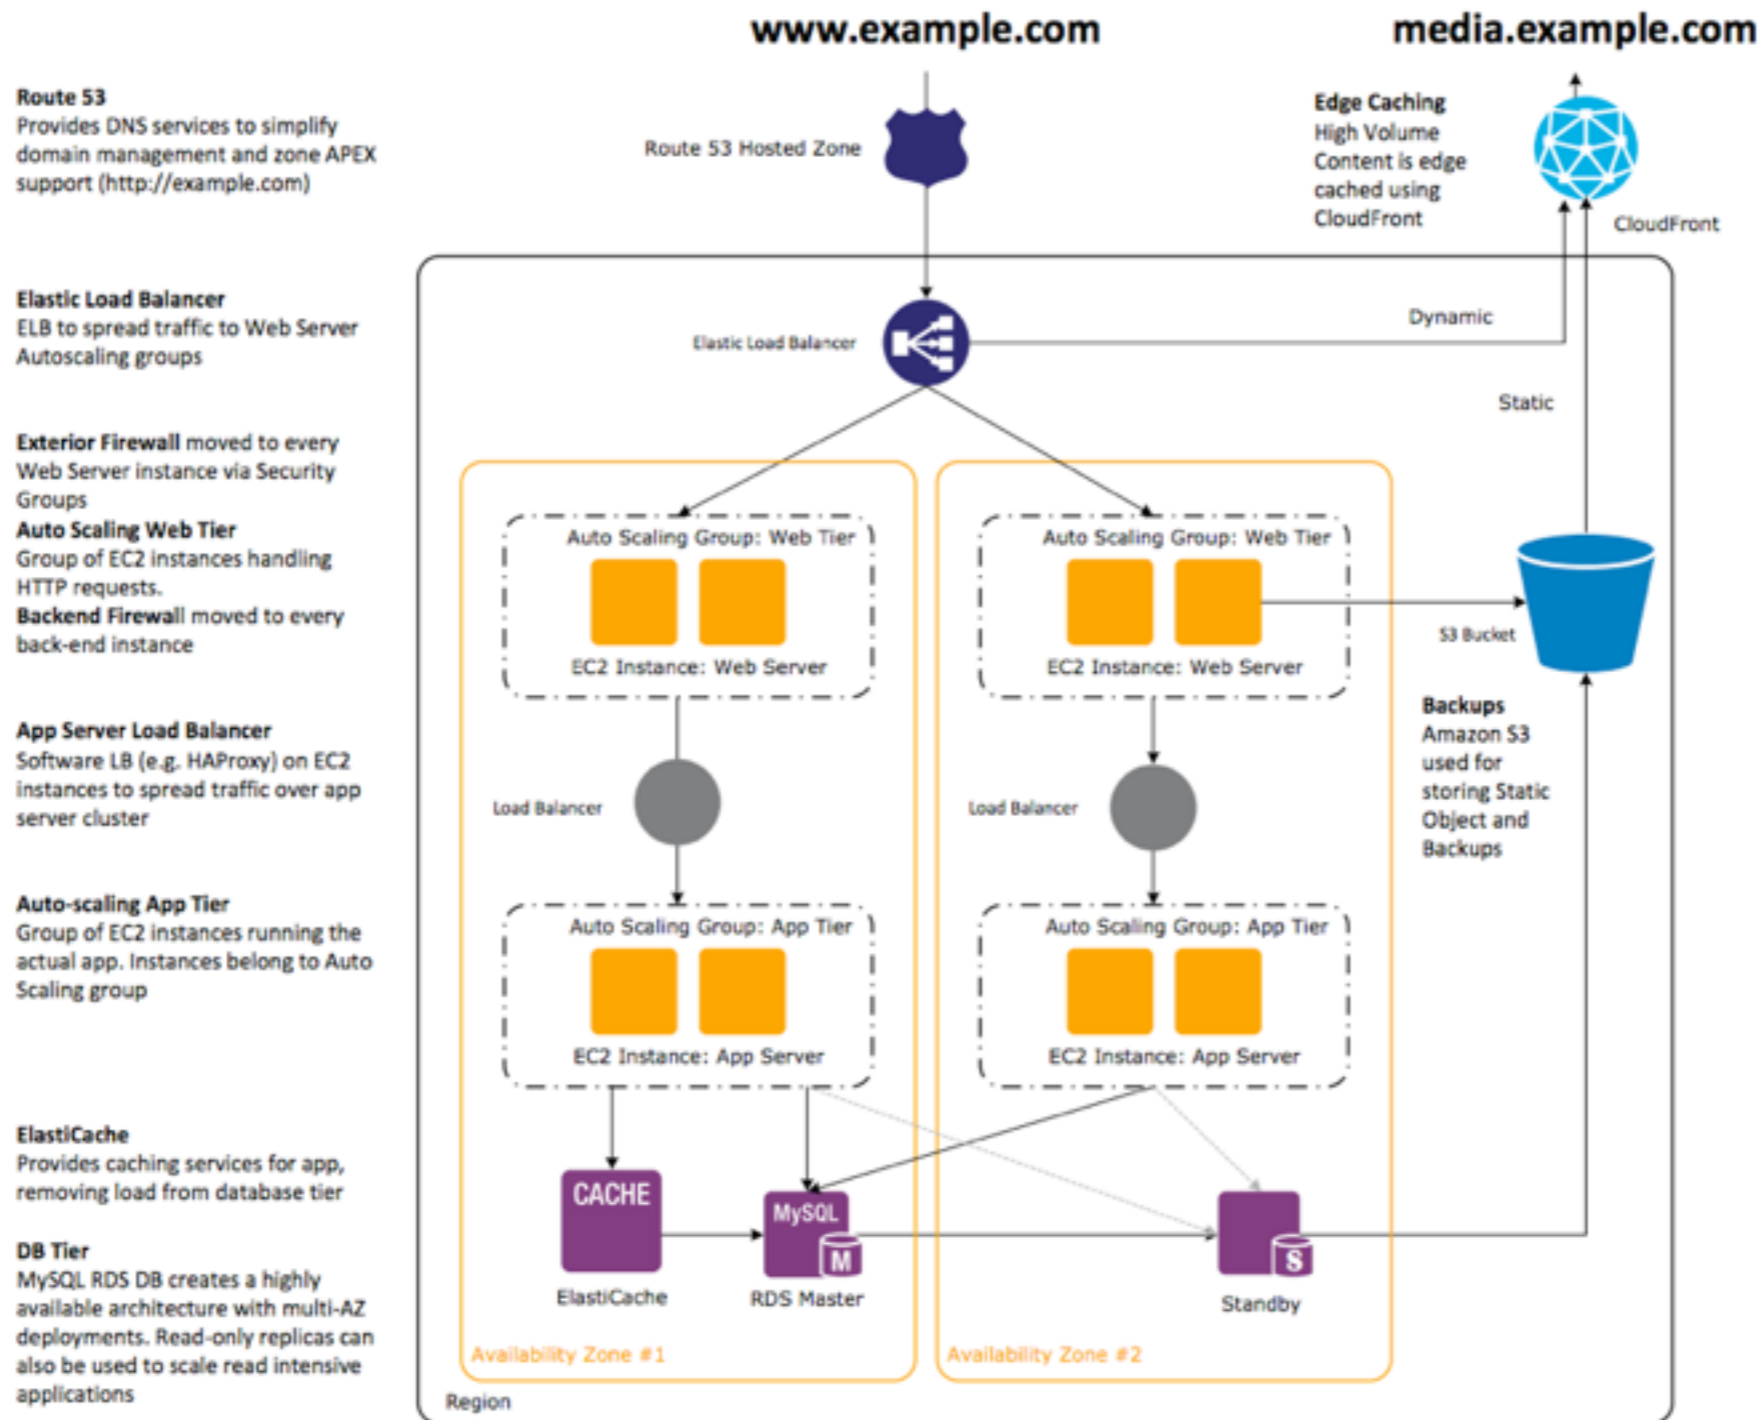 www.example.com
media.example.com
Route 53
Provides DNS services to simplify
domain management and zone APEX
support (http://example.com)
Route 53 Hosted Zone
Edge Caching
High Volume
Content is edge
cached using
CloudFront
CloudFront
Elastic Load Balancer
ELB to spread traffic to Web Server
Autoscaling groups
Elastic Load Balancer
Dynamic
Static
Exterior Firewall moved to every
Web Server instance via Security
Groups
Auto Scaling Web Tier
Group of EC2 instances handling
HTTP requests.
Backend Firewall moved to every
back-end instance
Auto Scaling Group: Web Tier
EC2 Instance: Web Server
Auto Scaling Group: Web Tier
EC2 Instance: Web Server
S3 Bucket
Backups
Amazon S3
used for
storing Static
Object and
Backups
App Server Load Balancer
Software LB (e.g. HAProxy) on EC2
instances to spread traffic over app
server cluster
Load Balancer
Load Balancer
Auto-scaling App Tier
Group of EC2 instances running the
actual app. Instances belong to Auto
Scaling group
Auto Scaling Group: App Tier
EC2 Instance: App Server
Auto Scaling Group: App Tier
EC2 Instance: App Server
ElastiCache
Provides caching services for app,
removing load from database tier
CACHE
ElastiCache
MySQL
M
RDS Master
S
Standby
DB Tier
MySQL RDS DB creates a highly
available architecture with multi-AZ
deployments. Read-only replicas can
also be used to scale read intensive
applications
Availability Zone #1
Availability Zone #2
Region